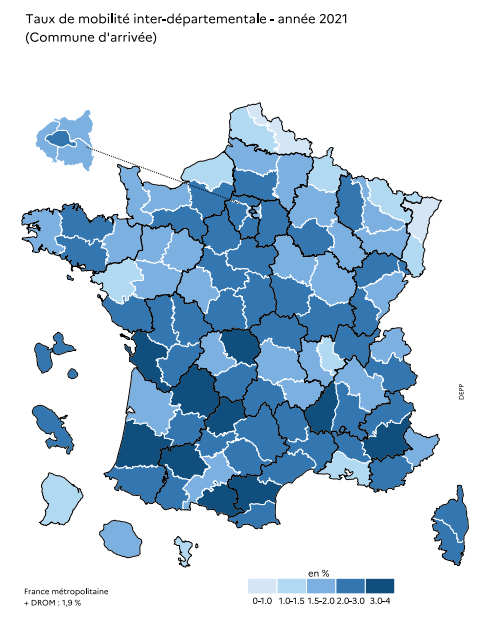 Taux de mobilité inter-départementale - année 2021
(Commune d'arrivée)
DEPP
en %
0-1.0 1.0-1.5 1.5-2.0 2.0-3.0 3.0-4
France métropolitaine
+ DROM : 1,9 %